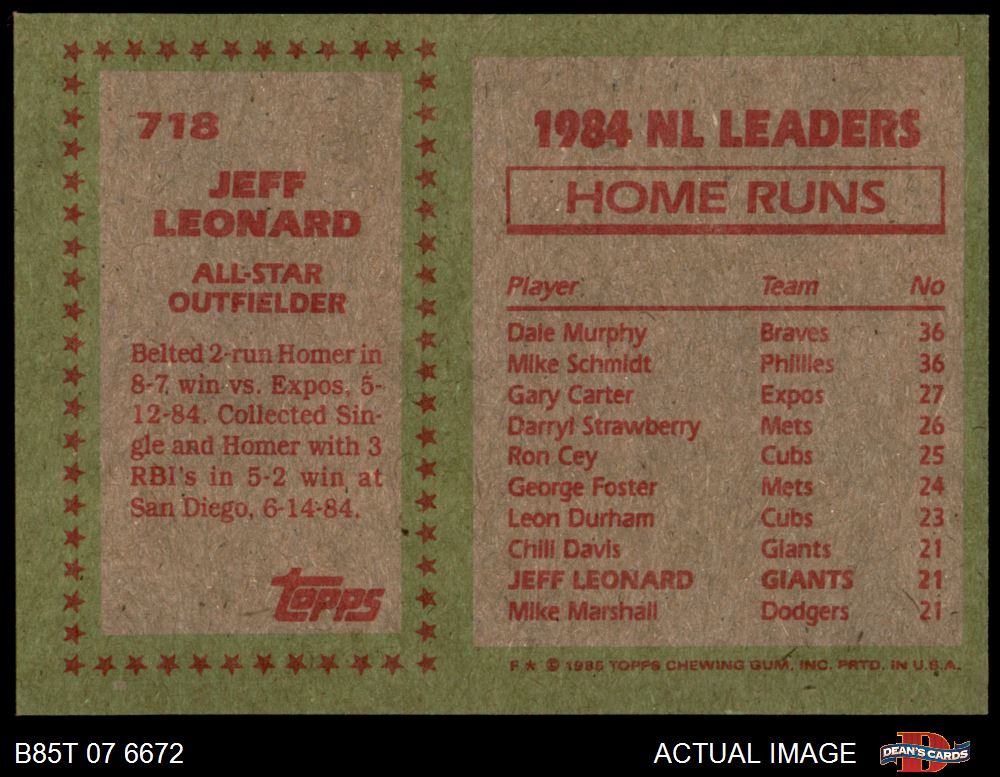 718
JEFF
LEONARD
ALL-STAR
OUTFIELDER
Belted 2-run Homer in
8-7 win vs. Expos, 5-
12-84. Collected Sin-
gle and Homer with 3
RBI's in 5-2 win at
San Diego, 6-14-84.
Topps
1984 NL LEADERS
HOME RUNS
Player Team No
Dale Murphy Braves 36
Mike Schmidt Phillies 36
Gary Carter Expos 27
Darryl Strawberry Mets 26
Ron Cey Cubs 25
George Foster Mets 24
Leon Durham Cubs 23
Chili Davis Giants 21
JEFF LEONARD GIANTS 21
Mike Marshall Dodgers 21
F ★ © 1985 TOPPS CHEWING GUM, INC. PRTD. IN U.S.A.
B85T 07 6672
ACTUAL IMAGE
DEAN'S CARDS